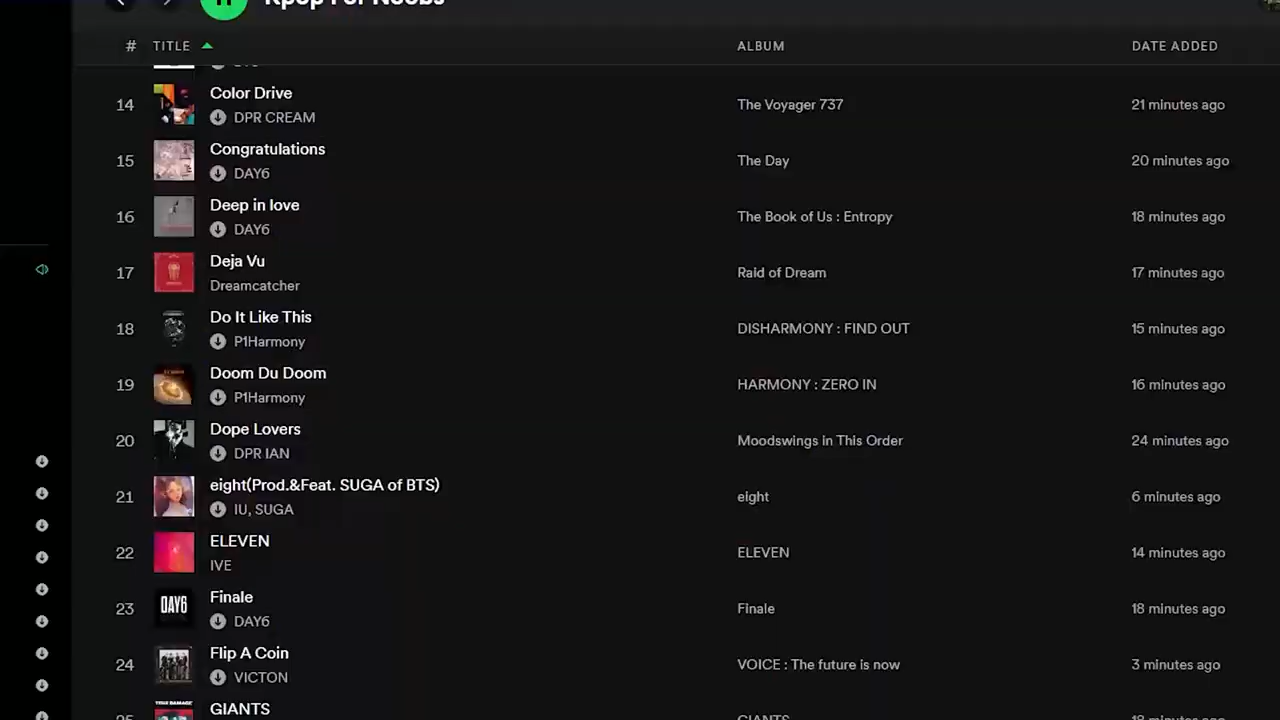 Kpop For Noobs
# TITLE ALBUM DATE ADDED
14 Color Drive The Voyager 737 21 minutes ago
DPR CREAM
15 Congratulations The Day 20 minutes ago
DAY6
16 Deep in love The Book of Us : Entropy 18 minutes ago
DAY6
17 Deja Vu Raid of Dream 17 minutes ago
Dreamcatcher
18 Do It Like This DISHARMONY : FIND OUT 15 minutes ago
P1Harmony
19 Doom Du Doom HARMONY : ZERO IN 16 minutes ago
P1Harmony
20 Dope Lovers Moodswings in This Order 24 minutes ago
DPR IAN
21 eight(Prod.&Feat. SUGA of BTS) eight 6 minutes ago
IU, SUGA
22 ELEVEN ELEVEN 14 minutes ago
IVE
23 DAY6 Finale Finale 18 minutes ago
DAY6
24 Flip A Coin VOICE : The future is now 3 minutes ago
VICTON
TRUE DAMAGE GIANTS GIANTS